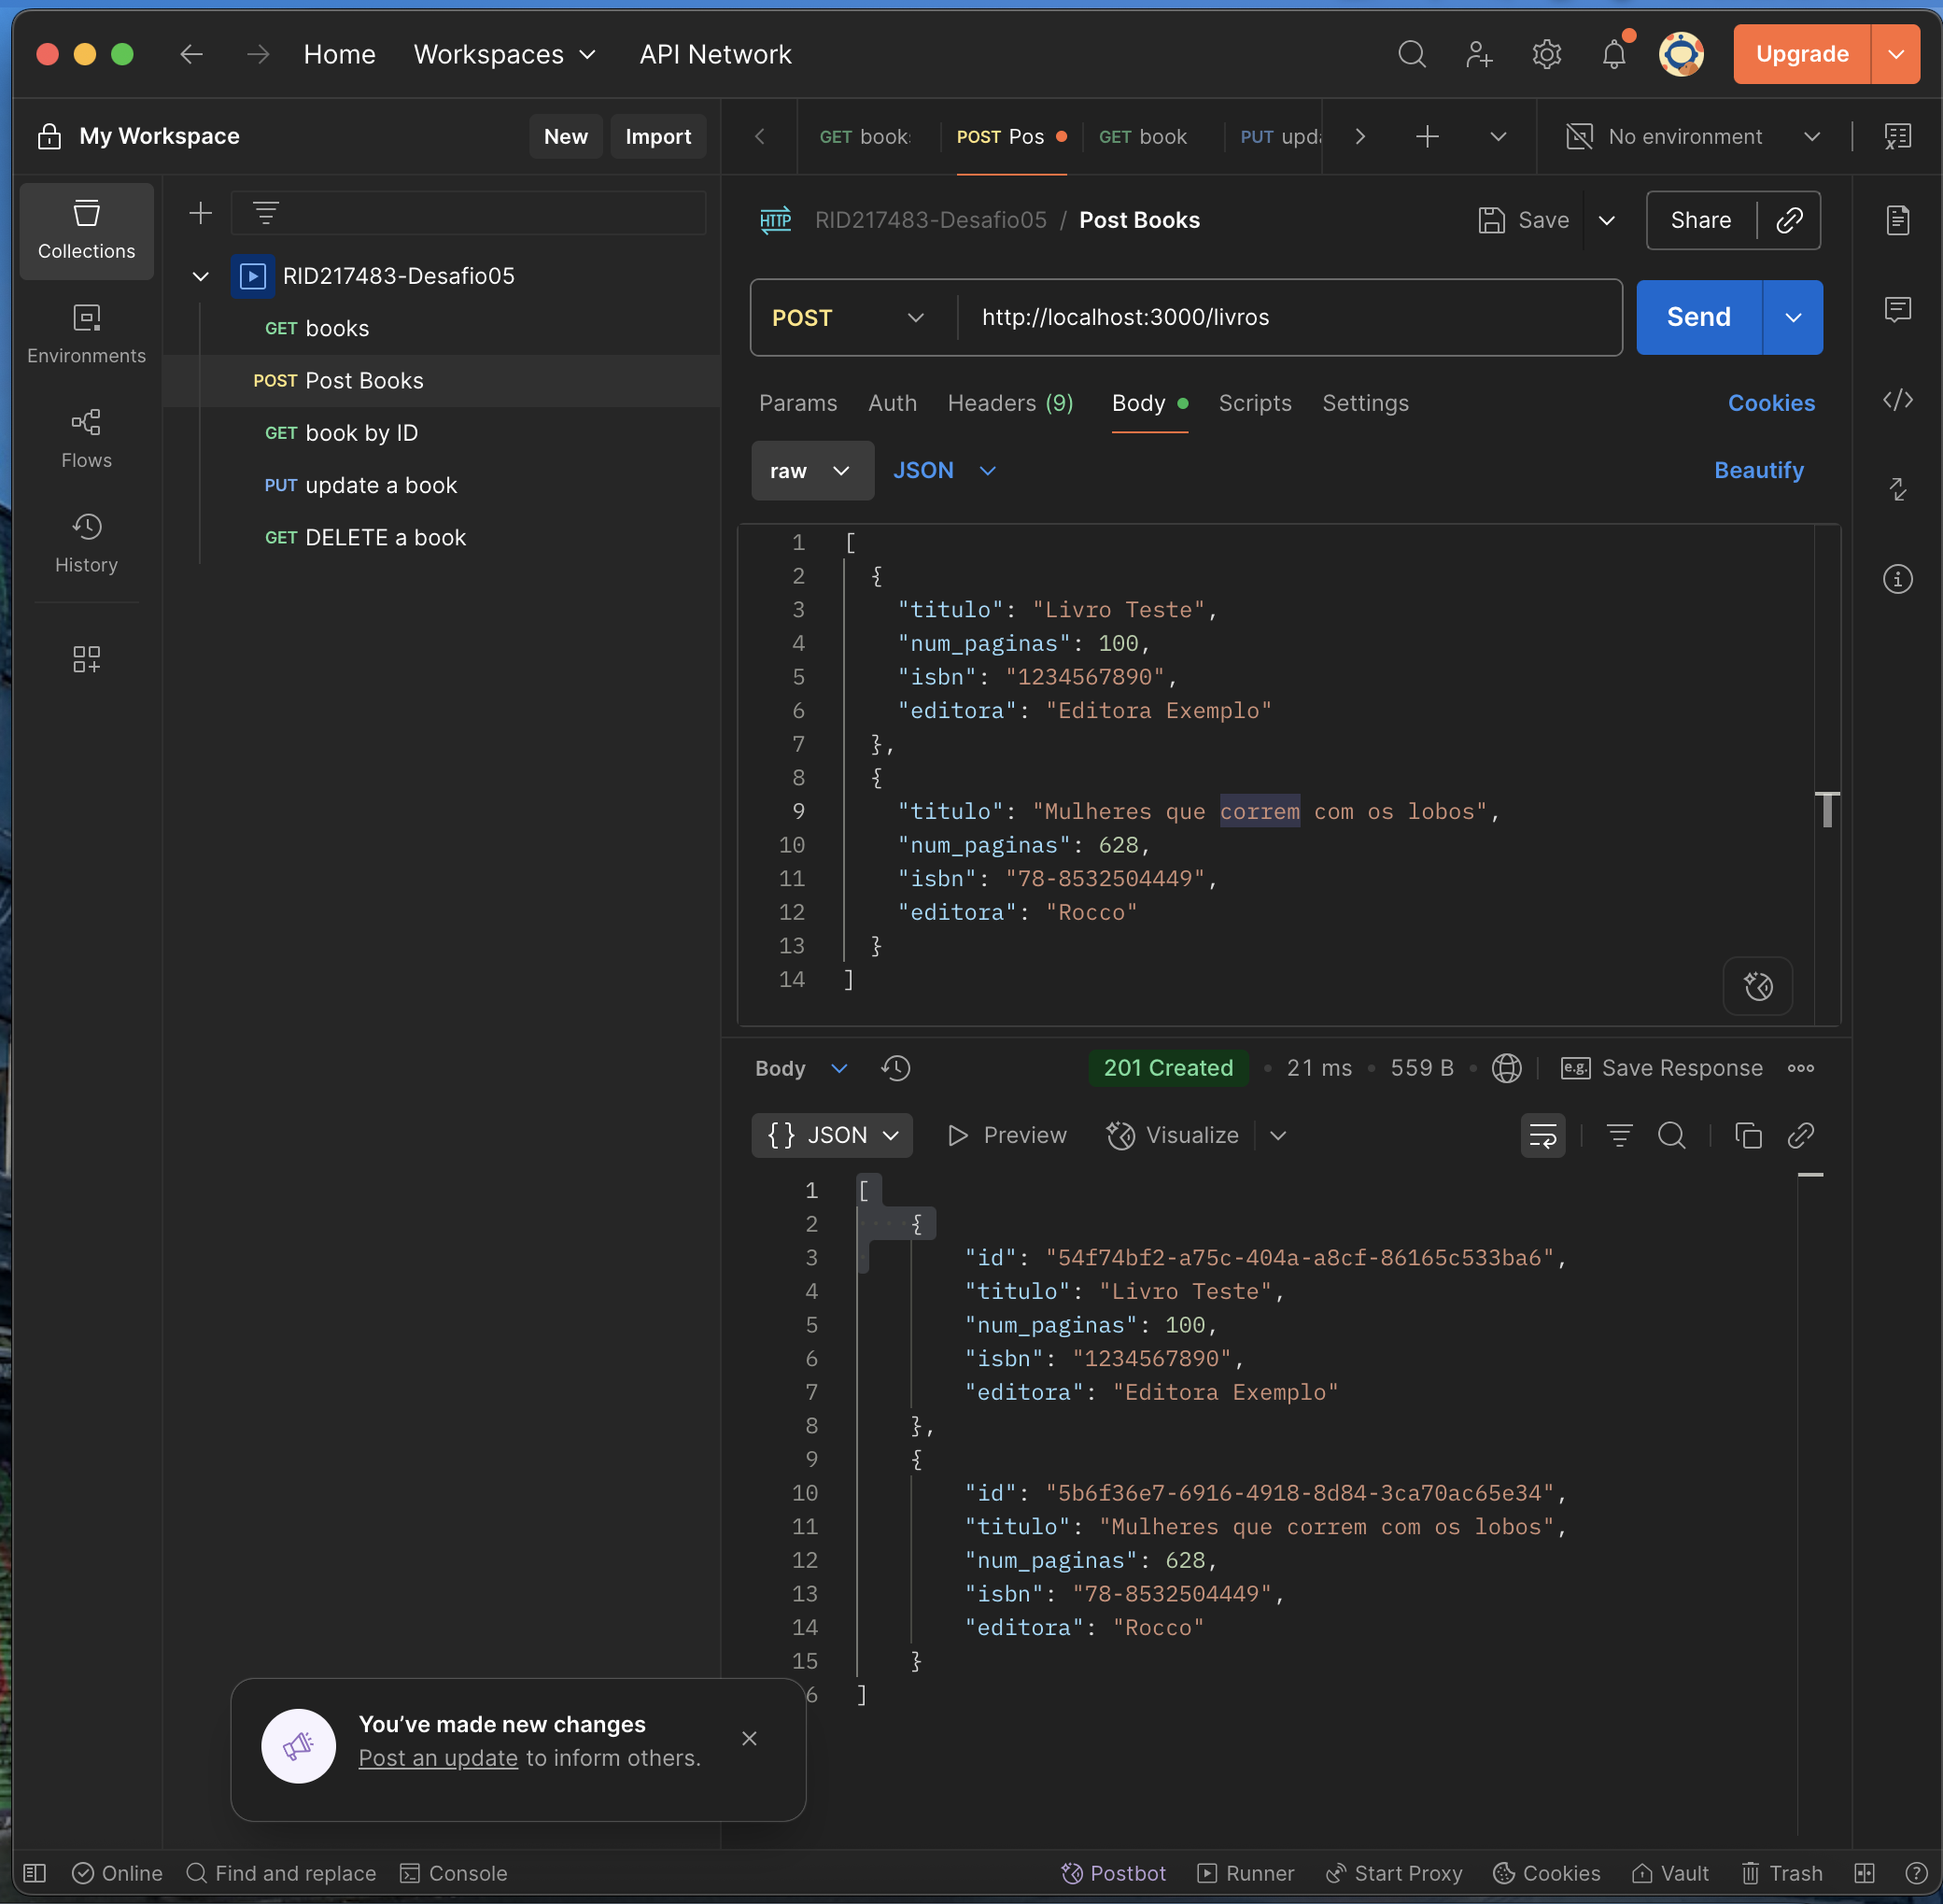 Home Workspaces API Network Upgrade
My Workspace New Import
GET book POST Pos GET book PUT upda No environment
Collections
Environments
Flows
History
RID217483-Desafio05
GET books
POST Post Books
GET book by ID
PUT update a book
GET DELETE a book
HTTP RID217483-Desafio05 / Post Books Save Share
POST http://localhost:3000/livros Send
Params Auth Headers (9) Body Scripts Settings Cookies
raw JSON Beautify
1 [
2 {
3 "titulo": "Livro Teste",
4 "num_paginas": 100,
5 "isbn": "1234567890",
6 "editora": "Editora Exemplo"
7 },
8 {
9 "titulo": "Mulheres que correm com os lobos",
10 "num_paginas": 628,
11 "isbn": "78-8532504449",
12 "editora": "Rocco"
13 }
14 ]
Body 201 Created • 21 ms • 559 B • e.g. Save Response
{} JSON Preview Visualize
1 [
2 {
3 "id": "54f74bf2-a75c-404a-a8cf-86165c533ba6",
4 "titulo": "Livro Teste",
5 "num_paginas": 100,
6 "isbn": "1234567890",
7 "editora": "Editora Exemplo"
8 },
9 {
10 "id": "5b6f36e7-6916-4918-8d84-3ca70ac65e34",
11 "titulo": "Mulheres que correm com os lobos",
12 "num_paginas": 628,
13 "isbn": "78-8532504449",
14 "editora": "Rocco"
15 }
6 ]
You’ve made new changes
Post an update to inform others.
Online Find and replace Console Postbot Runner Start Proxy Cookies Vault Trash